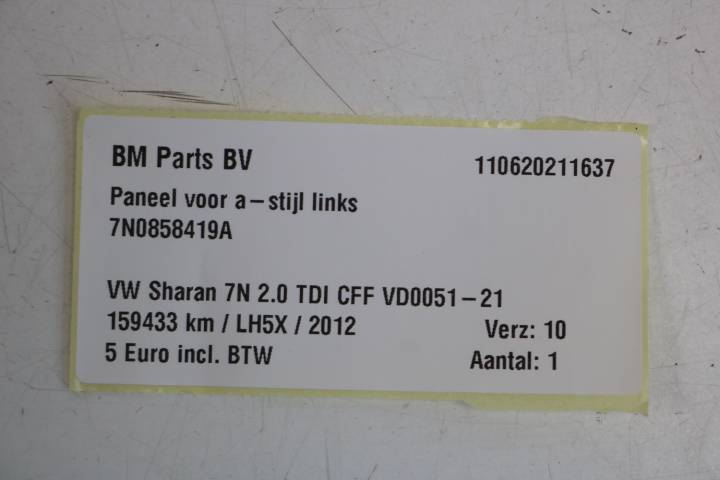 BM Parts BV 110620211637
Paneel voor a-stijl links
7N0858419A
VW Sharan 7N 2.0 TDI CFF VD0051-21
159433 km / LH5X / 2012 Verz: 10
5 Euro incl. BTW Aantal: 1